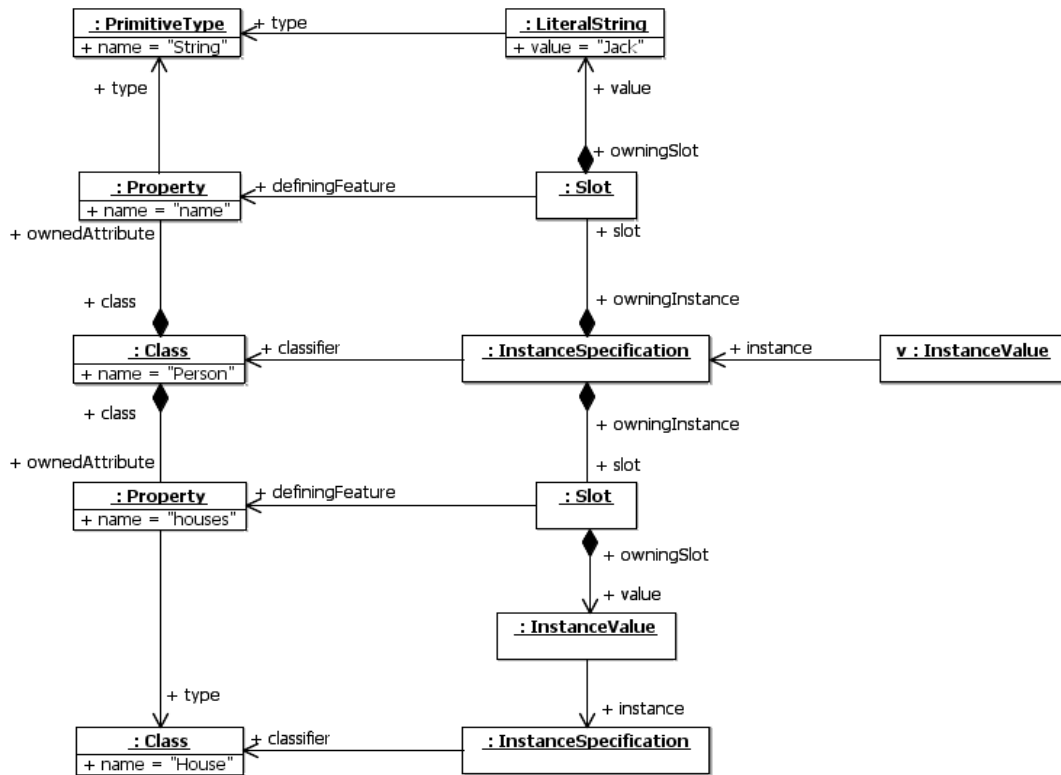 : PrimitiveType
+ name = "String"
+ type
: LiteralString
+ value = "Jack"
+ type
+ value
+ owningSlot
: Property
+ name = "name"
+ definingFeature
: Slot
+ ownedAttribute
+ slot
+ class
+ owningInstance
: Class
+ name = "Person"
+ classifier
: InstanceSpecification
+ instance
v : InstanceValue
+ class
+ owningInstance
+ ownedAttribute
+ slot
: Property
+ name = "houses"
+ definingFeature
: Slot
+ owningSlot
+ value
: InstanceValue
+ type
+ instance
: Class
+ name = "House"
+ classifier
: InstanceSpecification